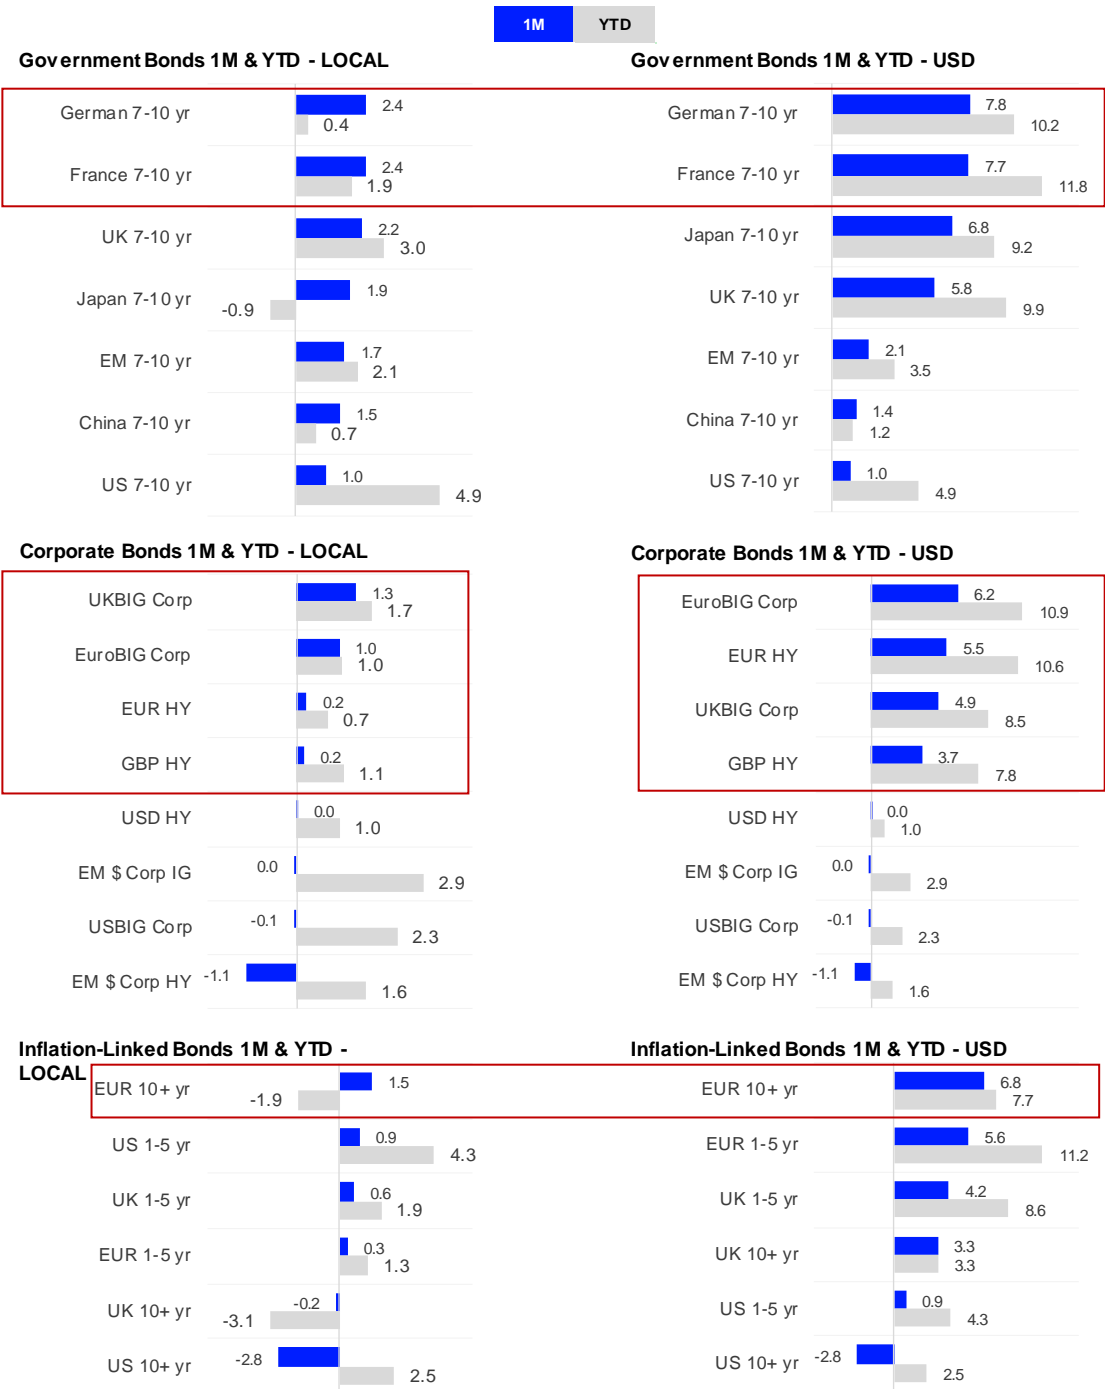 1M YTD
Government Bonds 1M & YTD - LOCAL
German 7-10 yr 2.4
0.4
France 7-10 yr 2.4
1.9
UK 7-10 yr 2.2
3.0
Japan 7-10 yr 1.9
-0.9
EM 7-10 yr 1.7
2.1
China 7-10 yr 1.5
0.7
US 7-10 yr 1.0
4.9
Government Bonds 1M & YTD - USD
German 7-10 yr 7.8
10.2
France 7-10 yr 7.7
11.8
Japan 7-10 yr 6.8
9.2
UK 7-10 yr 5.8
9.9
EM 7-10 yr 2.1
3.5
China 7-10 yr 1.4
1.2
US 7-10 yr 1.0
4.9
Corporate Bonds 1M & YTD - LOCAL
UKBIG Corp 1.3
1.7
EuroBIG Corp 1.0
1.0
EUR HY 0.2
0.7
GBP HY 0.2
1.1
USD HY 0.0
1.0
EM $ Corp IG 0.0
2.9
USBIG Corp -0.1
2.3
EM $ Corp HY -1.1
1.6
Corporate Bonds 1M & YTD - USD
EuroBIG Corp 6.2
10.9
EUR HY 5.5
10.6
UKBIG Corp 4.9
8.5
GBP HY 3.7
7.8
USD HY 0.0
1.0
EM $ Corp IG 0.0
2.9
USBIG Corp -0.1
2.3
EM $ Corp HY -1.1
1.6
Inflation-Linked Bonds 1M & YTD -
LOCAL
EUR 10+ yr 1.5
-1.9
US 1-5 yr 0.9
4.3
UK 1-5 yr 0.6
1.9
EUR 1-5 yr 0.3
1.3
UK 10+ yr -0.2
-3.1
US 10+ yr -2.8
2.5
Inflation-Linked Bonds 1M & YTD - USD
EUR 10+ yr 6.8
7.7
EUR 1-5 yr 5.6
11.2
UK 1-5 yr 4.2
8.6
UK 10+ yr 3.3
3.3
US 1-5 yr 0.9
4.3
US 10+ yr -2.8
2.5